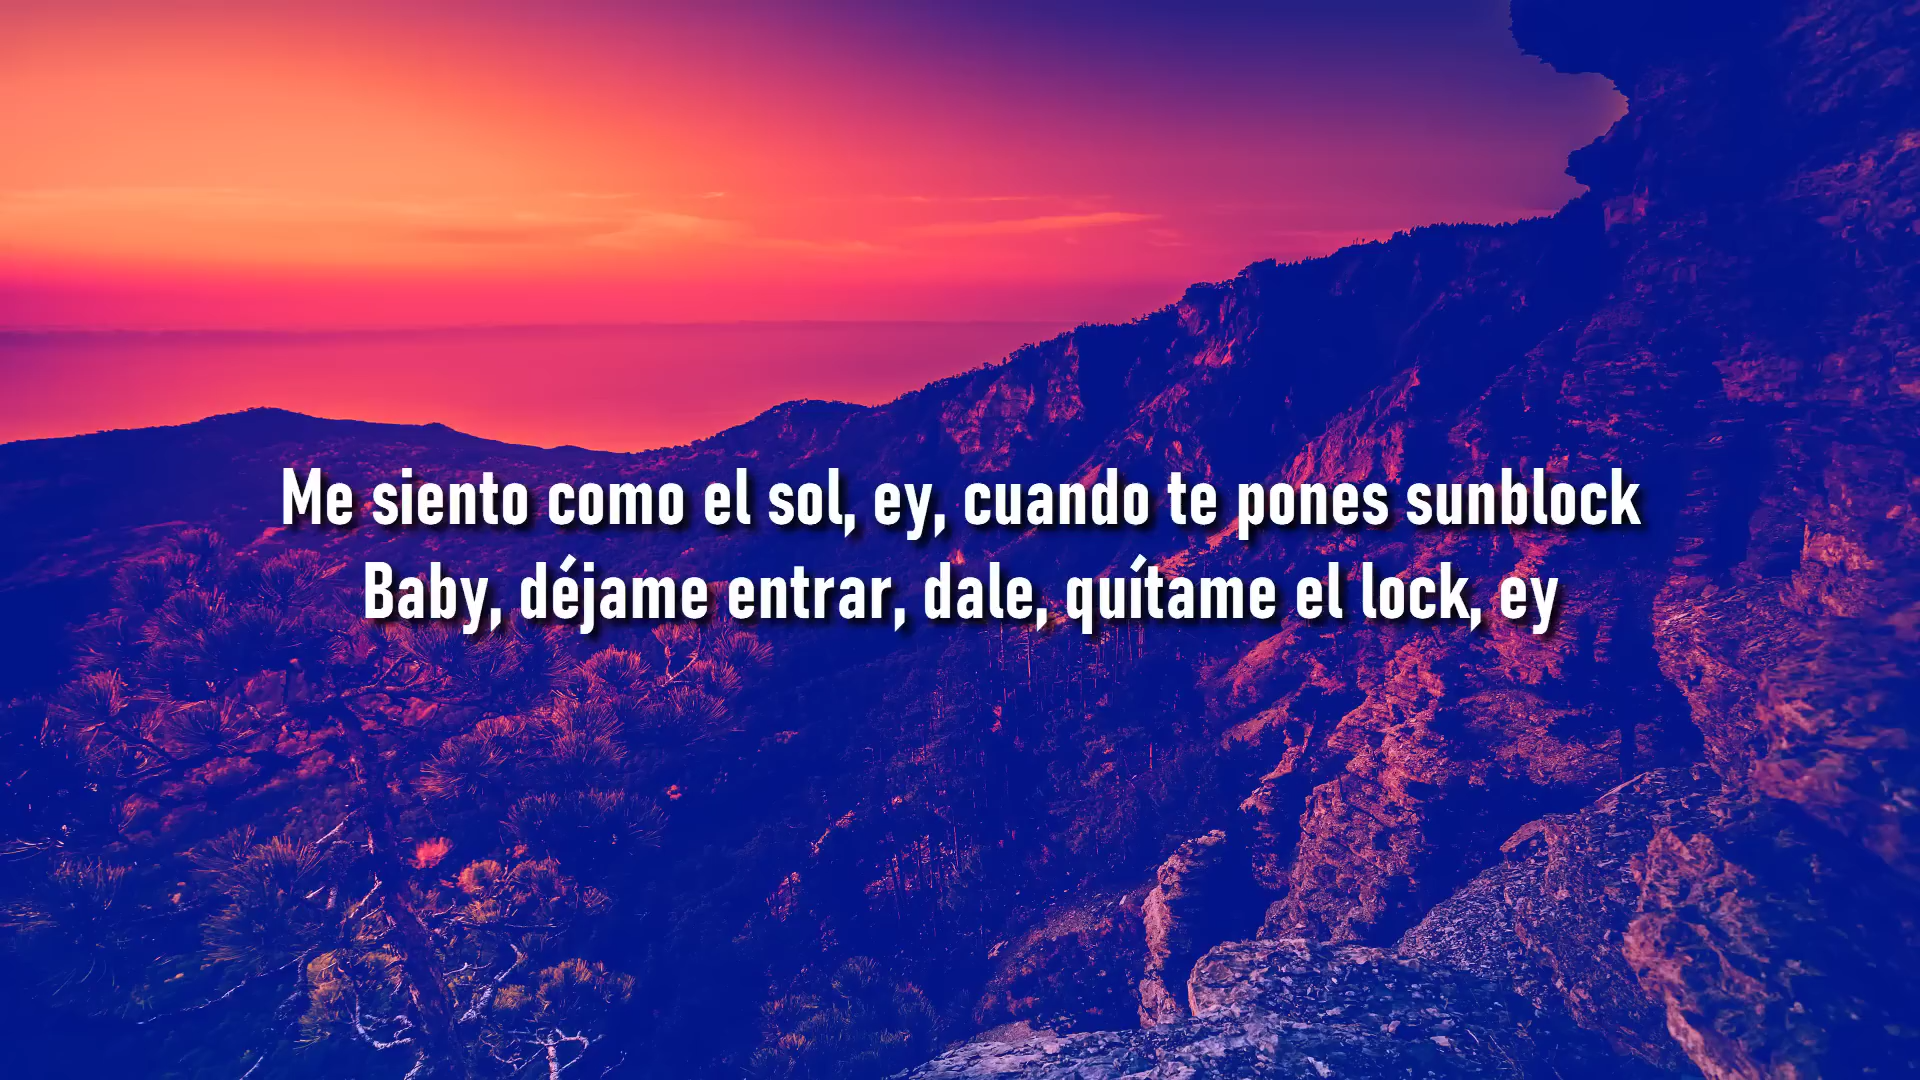 Me siento como el sol, ey, cuando te pones sunblock
Baby, déjame entrar, dale, quítame el lock, ey